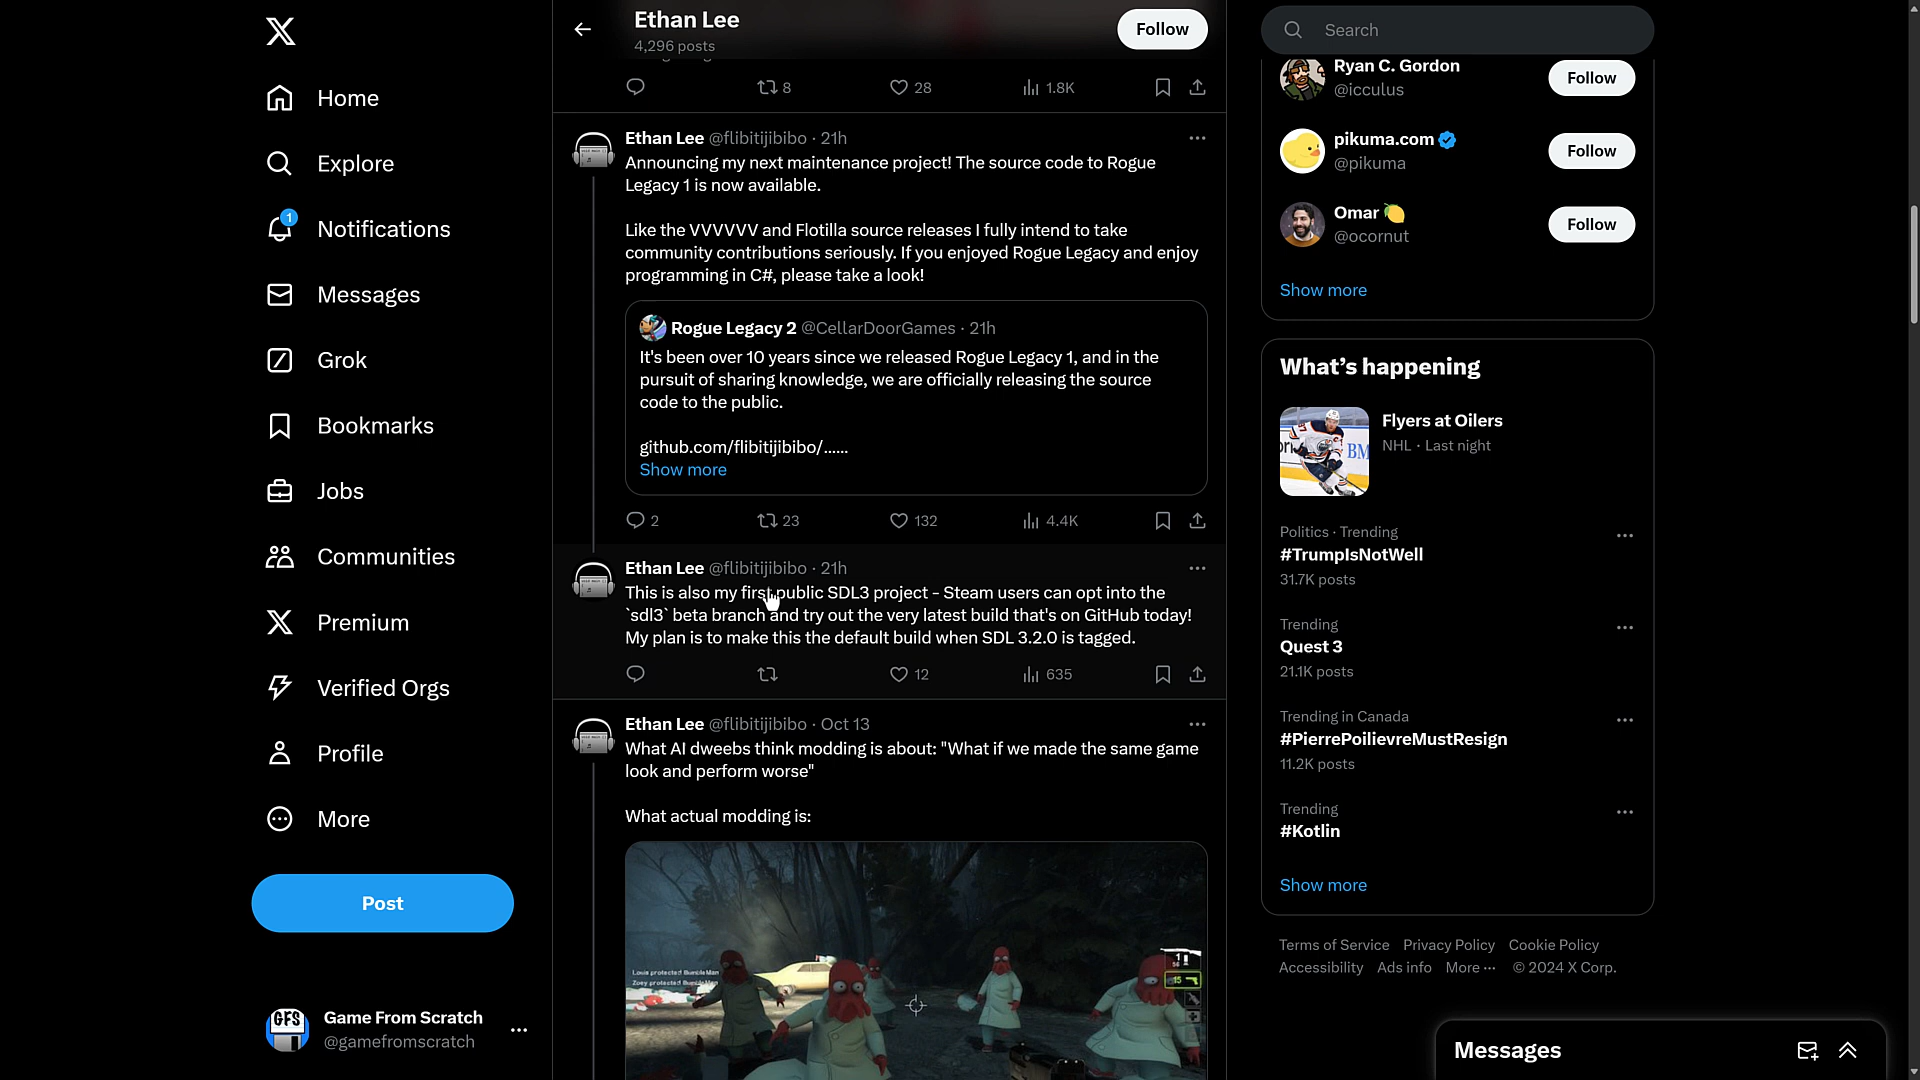 Home
Explore
1
Notifications
Messages
Grok
Bookmarks
Jobs
Communities
Premium
Verified Orgs
Profile
More
Post
GFS
Game From Scratch
@gamefromscratch
Ethan Lee
4,296 posts
Follow
8 28 1.8K
Ethan Lee @flibitijibibo · 21h
Announcing my next maintenance project! The source code to Rogue
Legacy 1 is now available.
Like the VVVVVV and Flotilla source releases I fully intend to take
community contributions seriously. If you enjoyed Rogue Legacy and enjoy
programming in C#, please take a look!
Rogue Legacy 2 @CellarDoorGames · 21h
It's been over 10 years since we released Rogue Legacy 1, and in the
pursuit of sharing knowledge, we are officially releasing the source
code to the public.
github.com/flibitijibibo/......
Show more
2 23 132 4.4K
Ethan Lee @flibitijibibo · 21h
This is also my first public SDL3 project - Steam users can opt into the
`sdl3` beta branch and try out the very latest build that's on GitHub today!
My plan is to make this the default build when SDL 3.2.0 is tagged.
12 635
Ethan Lee @flibitijibibo · Oct 13
What AI dweebs think modding is about: "What if we made the same game
look and perform worse"
What actual modding is:
Louis protected BumbleMan
Zoey protected BumbleMan
Search
Ryan C. Gordon
@icculus
Follow
pikuma.com
@pikuma
Follow
Omar
@ocornut
Follow
Show more
What's happening
Flyers at Oilers
NHL · Last night
Politics · Trending
#TrumpIsNotWell
31.7K posts
Trending
Quest 3
21.1K posts
Trending in Canada
#PierrePoilievreMustResign
11.2K posts
Trending
#Kotlin
Show more
Terms of Service Privacy Policy Cookie Policy
Accessibility Ads info More ··· © 2024 X Corp.
Messages